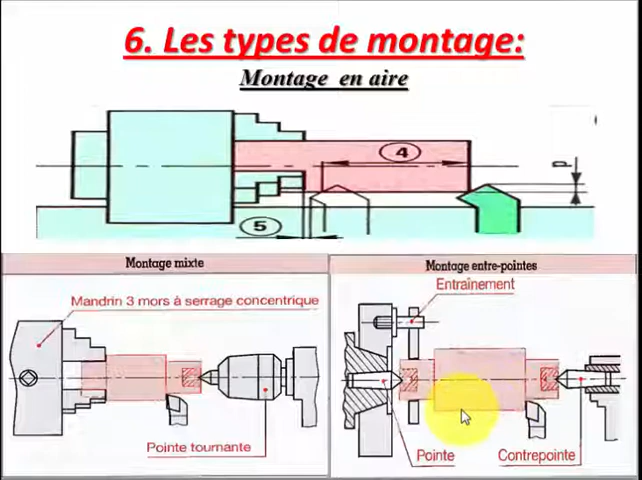 6. Les types de montage:
Montage en aire
4
p
5
Montage mixte
Mandrin 3 mors à serrage concentrique
Pointe tournante
Montage entre-pointes
Entraînement
Pointe
Contrepointe